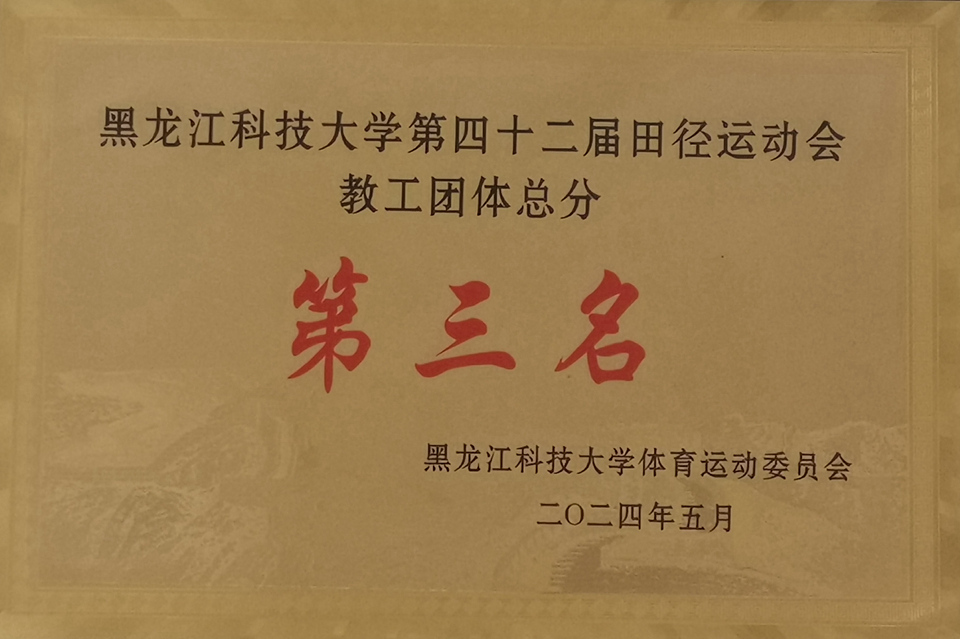 黑龙江科技大学第四十二届田径运动会
教工团体总分
第三名
黑龙江科技大学体育运动委员会
二〇二四年五月